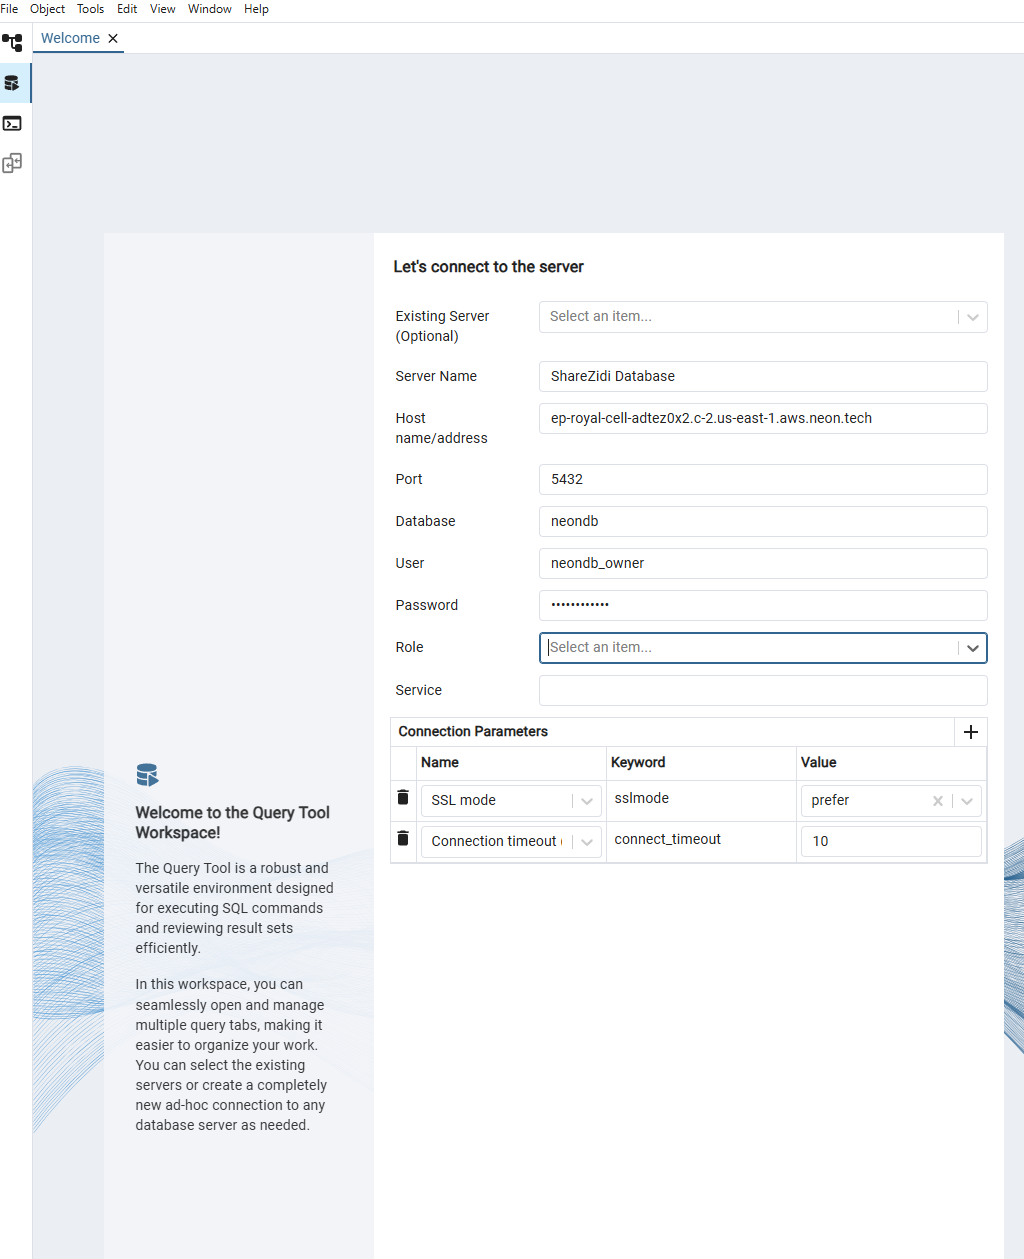 File Object Tools Edit View Window Help
Welcome
Let's connect to the server
Existing Server
(Optional)
Select an item...
Server Name
ShareZidi Database
Host
name/address
ep-royal-cell-adtez0x2.c-2.us-east-1.aws.neon.tech
Port
5432
Database
neondb
User
neondb_owner
Password
••••••••••••
Role
Select an item...
Service
Connection Parameters
Name Keyword Value
SSL mode sslmode prefer
Connection timeout ( connect_timeout 10
Welcome to the Query Tool
Workspace!
The Query Tool is a robust and
versatile environment designed
for executing SQL commands
and reviewing result sets
efficiently.
In this workspace, you can
seamlessly open and manage
multiple query tabs, making it
easier to organize your work.
You can select the existing
servers or create a completely
new ad-hoc connection to any
database server as needed.